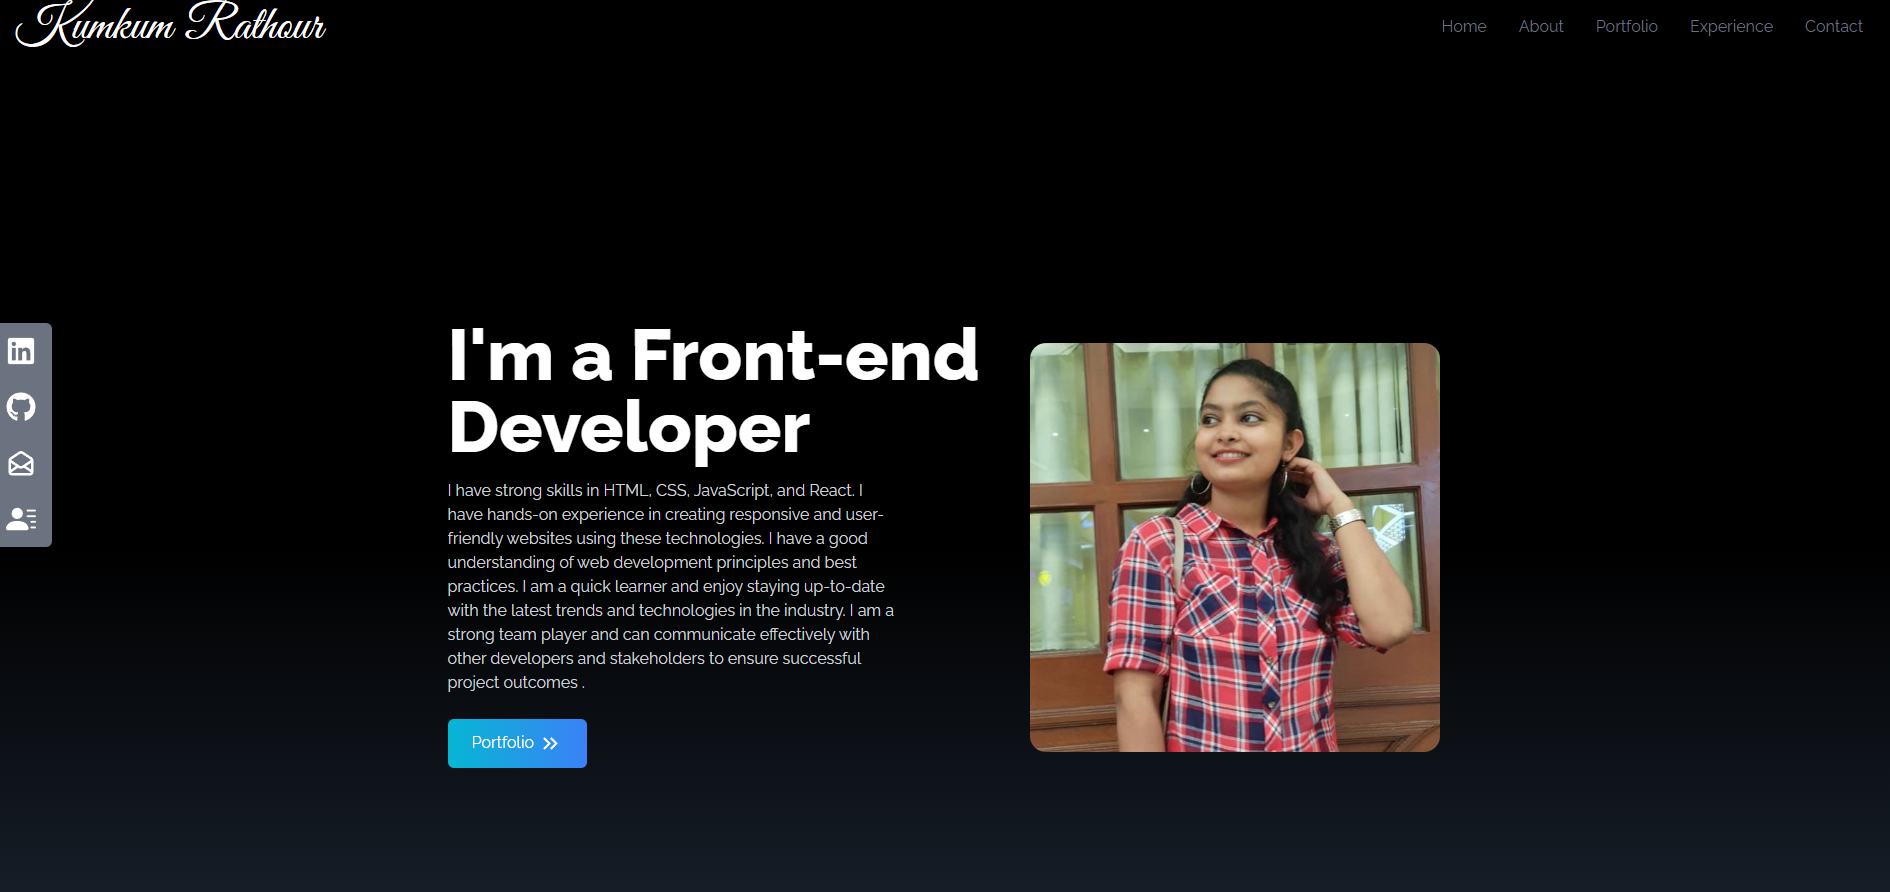 Kumkum Rathour
Home About Portfolio Experience Contact
I'm a Front-end
Developer
I have strong skills in HTML, CSS, JavaScript, and React. I
have hands-on experience in creating responsive and user-
friendly websites using these technologies. I have a good
understanding of web development principles and best
practices. I am a quick learner and enjoy staying up-to-date
with the latest trends and technologies in the industry. I am a
strong team player and can communicate effectively with
other developers and stakeholders to ensure successful
project outcomes .
Portfolio
in